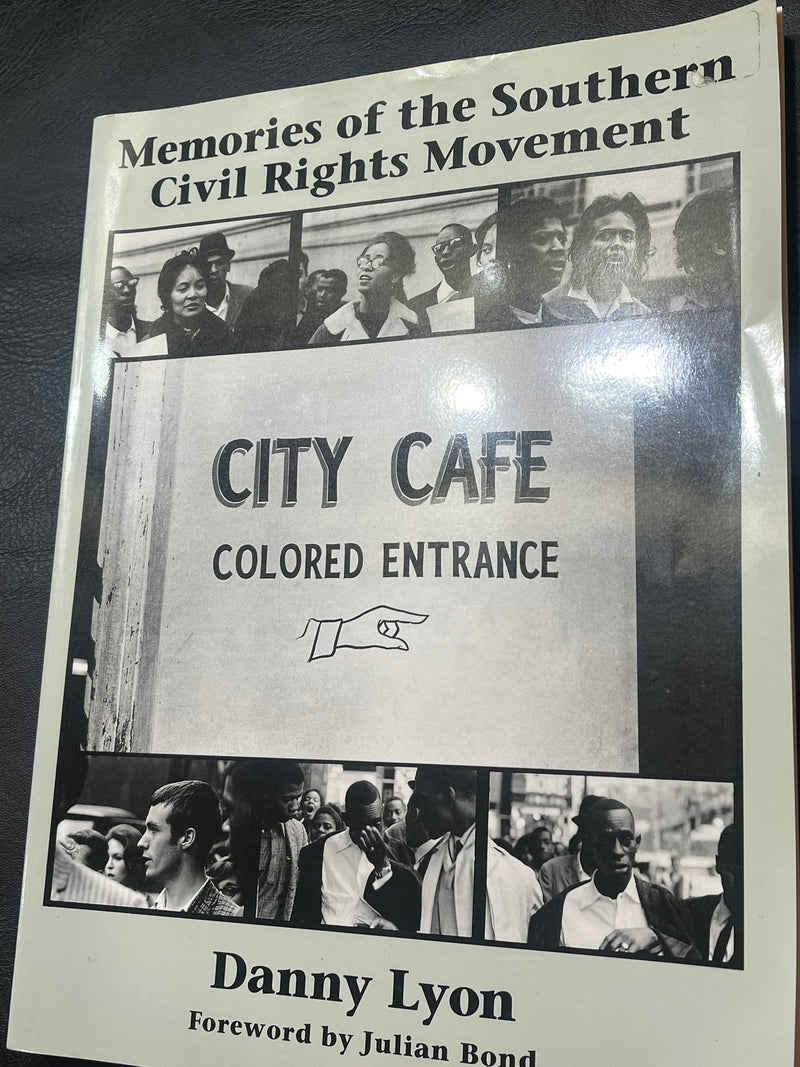 Memories of the Southern
Civil Rights Movement
CITY CAFE
COLORED ENTRANCE
Danny Lyon
Foreword by Julian Bond